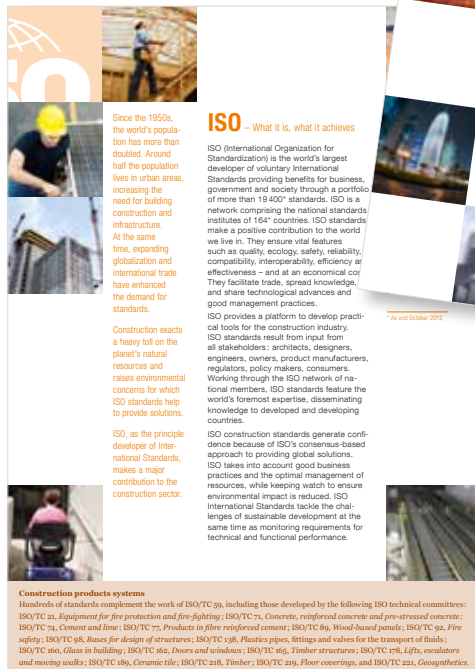 Since the 1950s,
the world's popula-
tion has more than
doubled. Around
half the population
lives in urban areas,
increasing the
need for building
construction and
infrastructure.
At the same
time, expanding
globalization and
international trade
have enhanced
the demand for
standards.
Construction exacts
a heavy toll on the
planet's natural
resources and
raises environmental
concerns for which
ISO standards help
to provide solutions.
ISO, as the principle
developer of Inter-
national Standards,
makes a major
contribution to the
construction sector.
ISO – What it is, what it achieves
ISO (International Organization for
Standardization) is the world's largest
developer of voluntary International
Standards providing benefits for business,
government and society through a portfolio
of more than 19 400* standards. ISO is a
network comprising the national standards
institutes of 164* countries. ISO standards
make a positive contribution to the world
we live in. They ensure vital features
such as quality, ecology, safety, reliability,
compatibility, interoperability, efficiency
effectiveness – and at an economical
They facilitate trade, spread knowledge,
and share technological advances and
good management practices.
ISO provides a platform to develop practi-
cal tools for the construction industry.
ISO standards result from input from
all stakeholders : architects, designers,
engineers, owners, product manufacturers,
regulators, policy makers, consumers.
Working through the ISO network of na-
tional members, ISO standards feature the
world's foremost expertise, disseminating
knowledge to developed and developing
countries.
ISO construction standards generate confi-
dence because of ISO's consensus-based
approach to providing global solutions.
ISO takes into account good business
practices and the optimal management of
resources, while keeping watch to ensure
environmental impact is reduced. ISO
International Standards tackle the chal-
lenges of sustainable development at the
same time as monitoring requirements for
technical and functional performance.
* As end October 2012
Construction products systems
Hundreds of standards complement the work of ISO/TC 59, including those developed by the following ISO technical committees :
ISO/TC 21, Equipment for fire protection and fire-fighting ; ISO/TC 71, Concrete, reinforced concrete and pre-stressed concrete ;
ISO/TC 74, Cement and lime ; ISO/TC 77, Products in fibre reinforced cement ; ISO/TC 89, Wood-based panels ; ISO/TC 92, Fire
safety ; ISO/TC 98, Bases for design of structures ; ISO/TC 138, Plastics pipes, fittings and valves for the transport of fluids ;
ISO/TC 160, Glass in building ; ISO/TC 162, Doors and windows ; ISO/TC 165, Timber structures ; ISO/TC 178, Lifts, escalators
and moving walks ; ISO/TC 189, Ceramic tile ; ISO/TC 218, Timber ; ISO/TC 219, Floor coverings, and ISO/TC 221, Geosynthetics.